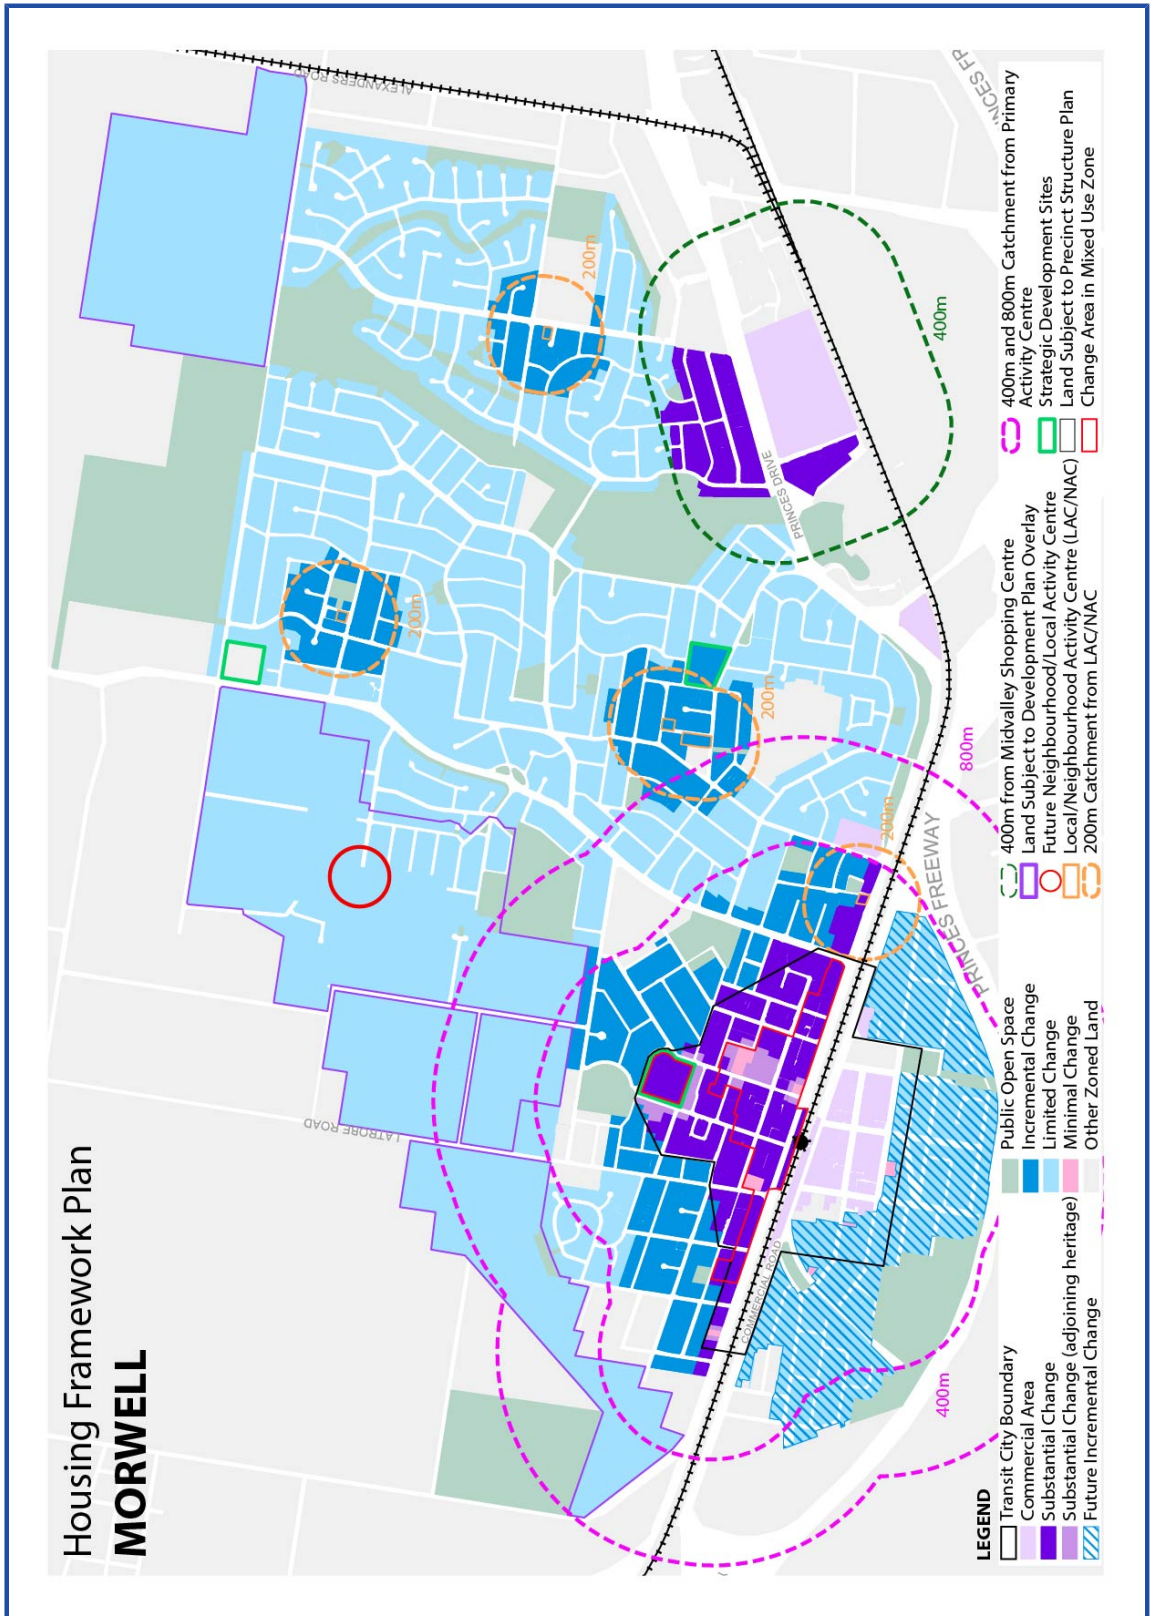 Housing Framework Plan
MORWELL
ALEXANDERS ROAD
PRINCES FR
200m
400m
PRINCES DRIVE
200m
200m
800m
200m
PRINCES FREEWAY
LATROBE ROAD
COMMERCIAL ROAD
400m
LEGEND
Transit City Boundary
Commercial Area
Substantial Change
Substantial Change (adjoining heritage)
Future Incremental Change
Public Open Space
Incremental Change
Limited Change
Minimal Change
Other Zoned Land
400m from Midvalley Shopping Centre
Land Subject to Development Plan Overlay
Future Neighbourhood/Local Activity Centre
Local/Neighbourhood Activity Centre (LAC/NAC)
200m Catchment from LAC/NAC
400m and 800m Catchment from Primary
Activity Centre
Strategic Development Sites
Land Subject to Precinct Structure Plan
Change Area in Mixed Use Zone